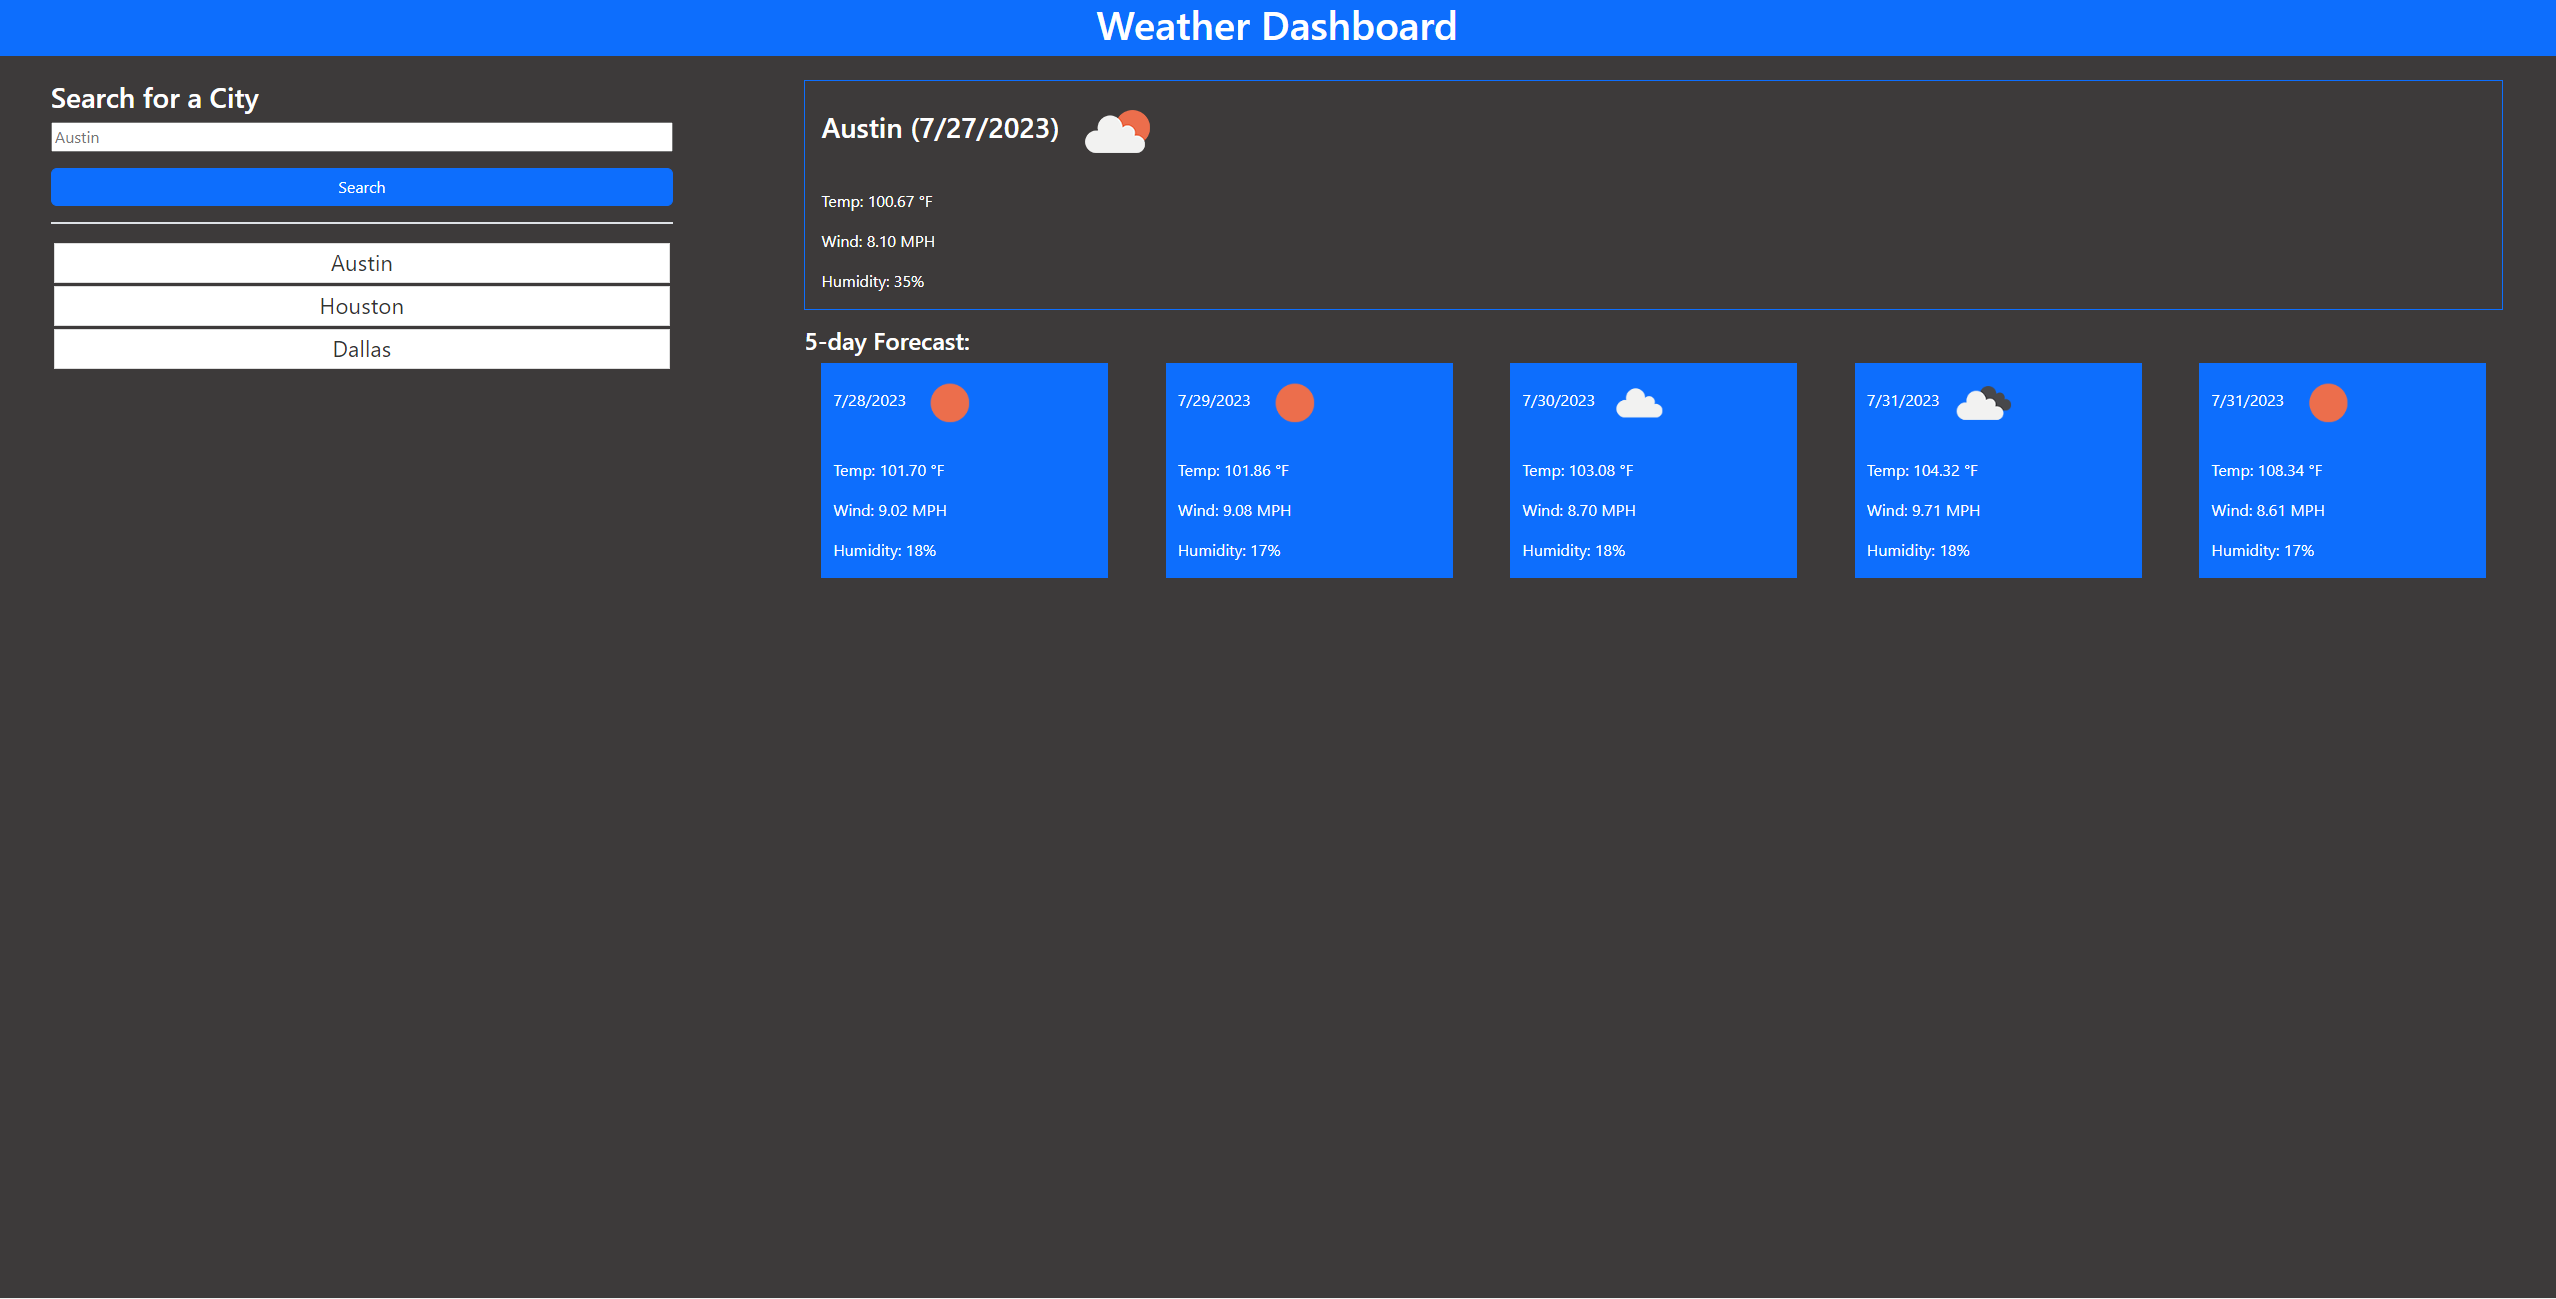 Weather Dashboard
Search for a City
Austin
Search
Austin
Houston
Dallas
Austin (7/27/2023)
Temp: 100.67 °F
Wind: 8.10 MPH
Humidity: 35%
5-day Forecast:
7/28/2023
Temp: 101.70 °F
Wind: 9.02 MPH
Humidity: 18%
7/29/2023
Temp: 101.86 °F
Wind: 9.08 MPH
Humidity: 17%
7/30/2023
Temp: 103.08 °F
Wind: 8.70 MPH
Humidity: 18%
7/31/2023
Temp: 104.32 °F
Wind: 9.71 MPH
Humidity: 18%
7/31/2023
Temp: 108.34 °F
Wind: 8.61 MPH
Humidity: 17%